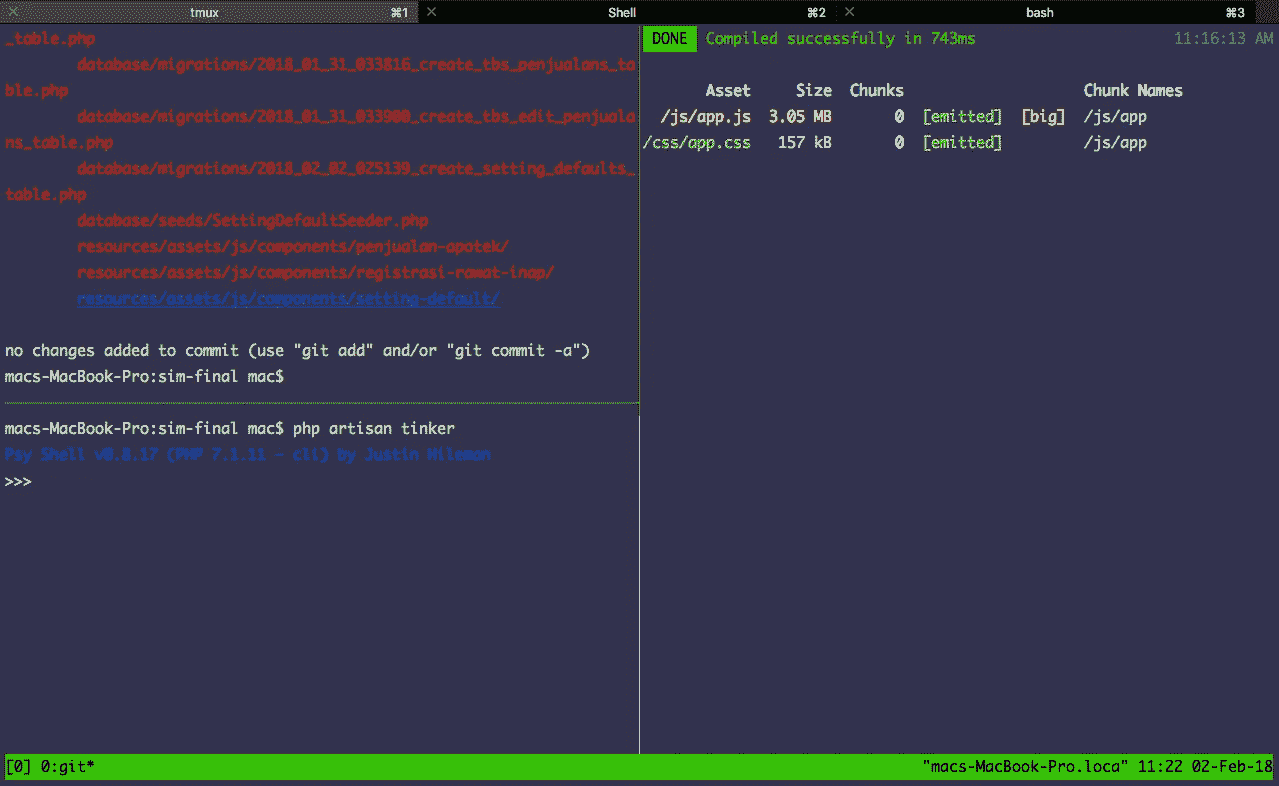 tmux ⌘1 Shell ⌘2 bash ⌘3
_table.php
database/migrations/2018_01_31_033816_create_tbs_penjualans_ta
ble.php
database/migrations/2018_01_31_033900_create_tbs_edit_penjuala
ns_table.php
database/migrations/2018_02_02_025139_create_setting_defaults_
table.php
database/seeds/SettingDefaultSeeder.php
resources/assets/js/components/penjualan-apotek/
resources/assets/js/components/registrasi-rawat-inap/
resources/assets/js/components/setting-default/
no changes added to commit (use "git add" and/or "git commit -a")
macs-MacBook-Pro:sim-final mac$
macs-MacBook-Pro:sim-final mac$ php artisan tinker
Psy Shell v0.8.17 (PHP 7.1.11 — cli) by Justin Hileman
>>>
DONE Compiled successfully in 743ms 11:16:13 AM
Asset Size Chunks Chunk Names
/js/app.js 3.05 MB 0 [emitted] [big] /js/app
/css/app.css 157 kB 0 [emitted] /js/app
[0] 0:git* "macs-MacBook-Pro.loca" 11:22 02-Feb-18